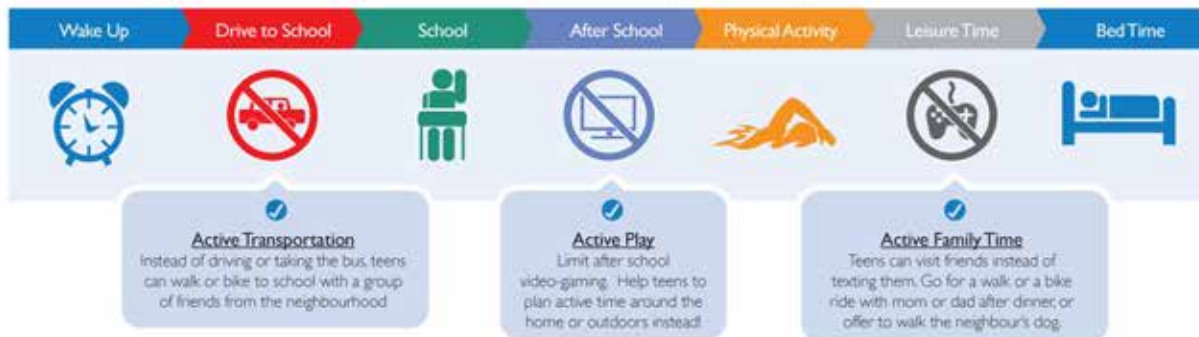 Wake Up
Drive to School
School
After School
Physical Activity
Leisure Time
Bed Time
Active Transportation
Instead of driving or taking the bus, teens
can walk or bike to school with a group
of friends from the neighbourhood
Active Play
Limit after school
video-gaming. Help teens to
plan active time around the
home or outdoors instead!
Active Family Time
Teens can visit friends instead of
texting them. Go for a walk or a bike
ride with mom or dad after dinner, or
offer to walk the neighbour's dog.